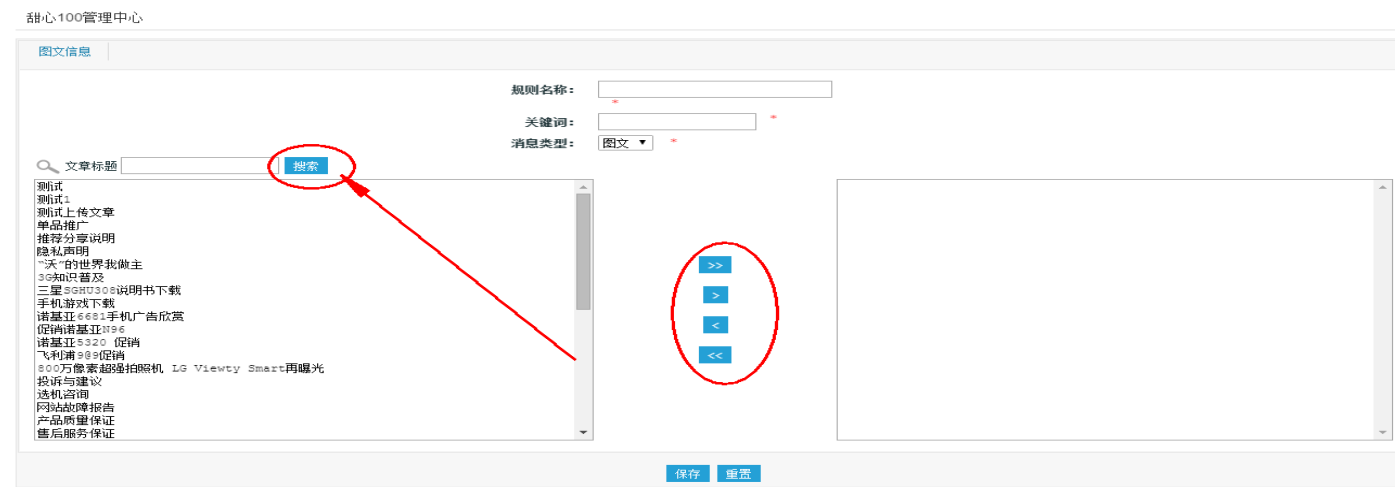 甜心100管理中心
图文信息
规则名称：
*
关键词： *
消息类型： 图文 ▼ *
文章标题 搜索
测试
测试1
测试上传文章
单品推广
推荐分享说明
隐私声明
“沃”的世界我做主
3G知识普及
三星SGHU308说明书下载
手机游戏下载
诺基亚6681手机广告欣赏
促销诺基亚N96
诺基亚5320 促销
飞利浦9@9促销
800万像素超强拍照机 LG Viewty Smart再曝光
投诉与建议
选机咨询
网站故障报告
产品质量保证
售后服务保证
>>
>
<
<<
保存 重置